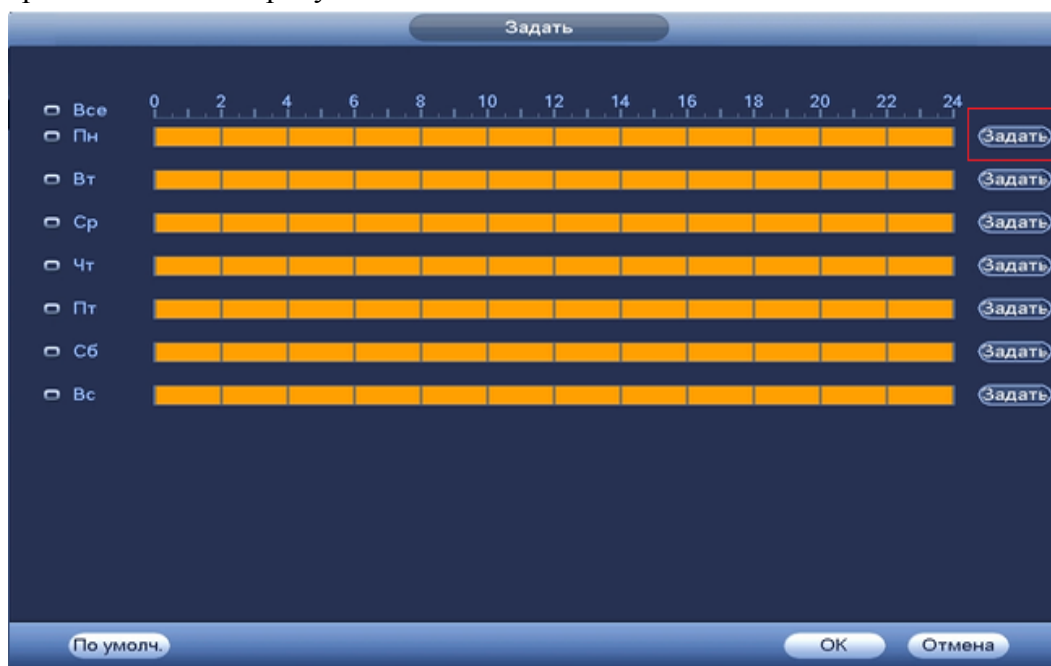 Задать
0 2 4 6 8 10 12 14 16 18 20 22 24
Все
Пн Задать
Вт Задать
Ср Задать
Чт Задать
Пт Задать
Сб Задать
Вс Задать
По умолч. OK Отмена